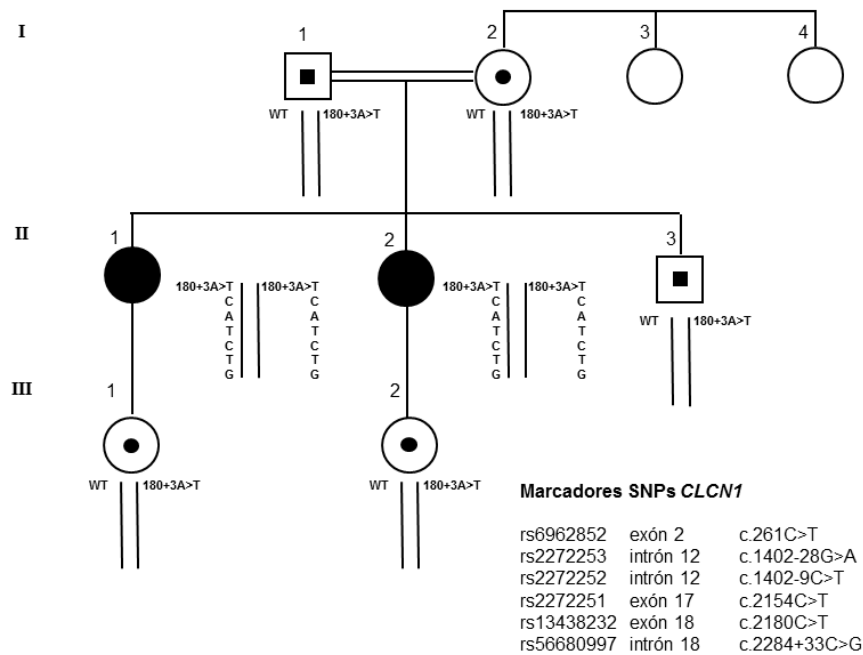 I
1
2
3
4
WT 180+3A>T
WT 180+3A>T
II
1
2
3
180+3A>T 180+3A>T
C C
A A
T T
C C
T T
G G
180+3A>T 180+3A>T
C C
A A
T T
C C
T T
G G
WT 180+3A>T
III
1
2
WT 180+3A>T
WT 180+3A>T
Marcadores SNPs CLCN1
rs6962852 exón 2 c.261C>T
rs2272253 intrón 12 c.1402-28G>A
rs2272252 intrón 12 c.1402-9C>T
rs2272251 exón 17 c.2154C>T
rs13438232 exón 18 c.2180C>T
rs56680997 intrón 18 c.2284+33C>G